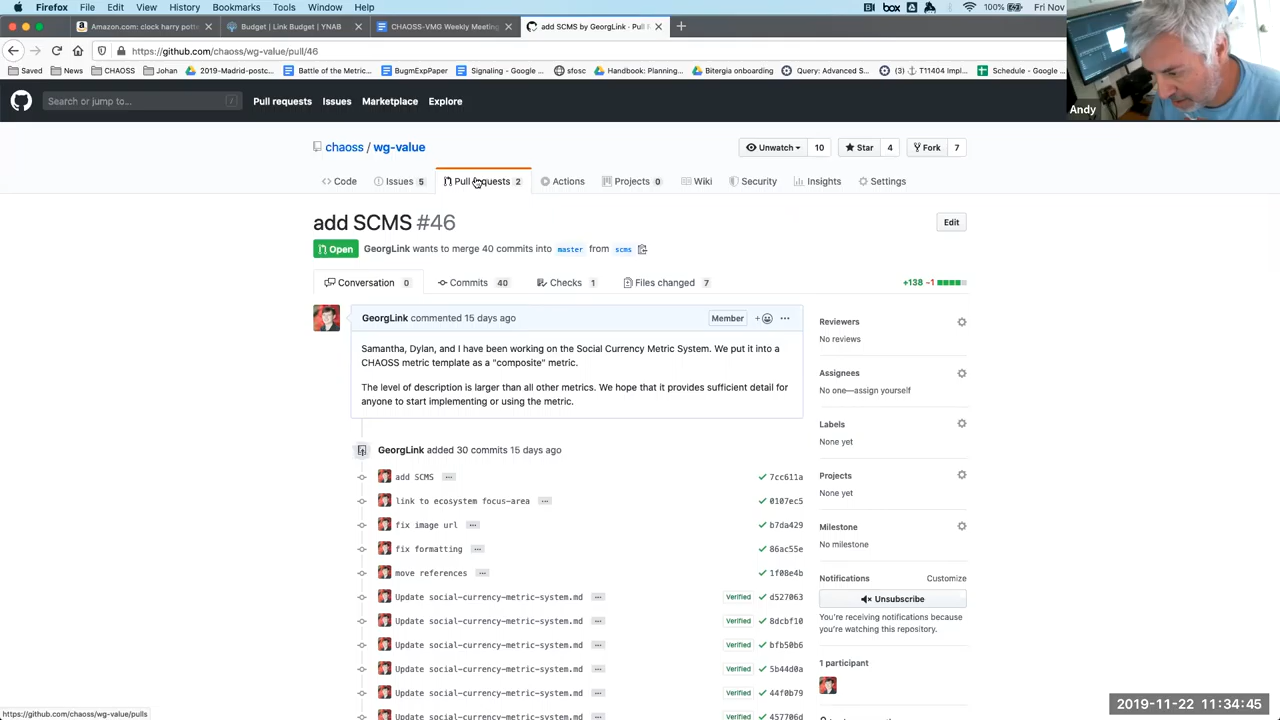 Firefox File Edit View History Bookmarks Tools Window Help
box 100% Fri Nov
Amazon.com: clock harry pott
Budget | Link Budget | YNAB
CHAOSS-VMG Weekly Meeting
add SCMS by GeorgLink · Pull
https://github.com/chaoss/wg-value/pull/46
Saved News CHAOSS Johan 2019-Madrid-postc... Battle of the Metric... BugmExpPaper Signaling - Google ... sfosc Handbook: Planning... Bitergia onboarding Query: Advanced S... (3) T11404 Impl... Schedule - Google ...
Andy
Search or jump to... / Pull requests Issues Marketplace Explore
chaoss / wg-value
Unwatch 10 Star 4 Fork 7
Code Issues 5 Pull requests 2 Actions Projects 0 Wiki Security Insights Settings
add SCMS #46
Edit
Open GeorgLink wants to merge 40 commits into master from scms
Conversation 0 Commits 40 Checks 1 Files changed 7
+138 −1
GeorgLink commented 15 days ago
Member
Samantha, Dylan, and I have been working on the Social Currency Metric System. We put it into a
CHAOSS metric template as a "composite" metric.
The level of description is larger than all other metrics. We hope that it provides sufficient detail for
anyone to start implementing or using the metric.
GeorgLink added 30 commits 15 days ago
add SCMS ... 7cc611a
link to ecosystem focus-area ... 0107ec5
fix image url ... b7da429
fix formatting ... 86ac55e
move references ... 1f08e4b
Update social-currency-metric-system.md ... Verified d527063
Update social-currency-metric-system.md ... Verified 8dcbf10
Update social-currency-metric-system.md ... Verified bfb50b6
Update social-currency-metric-system.md ... Verified 5b44d0a
Update social-currency-metric-system.md ... Verified 44f0b79
Update social-currency-metric-system.md ... Verified 457706d
Reviewers
No reviews
Assignees
No one—assign yourself
Labels
None yet
Projects
None yet
Milestone
No milestone
Notifications Customize
Unsubscribe
You're receiving notifications because
you're watching this repository.
1 participant
https://github.com/chaoss/wg-value/pulls
2019-11-22 11:34:45